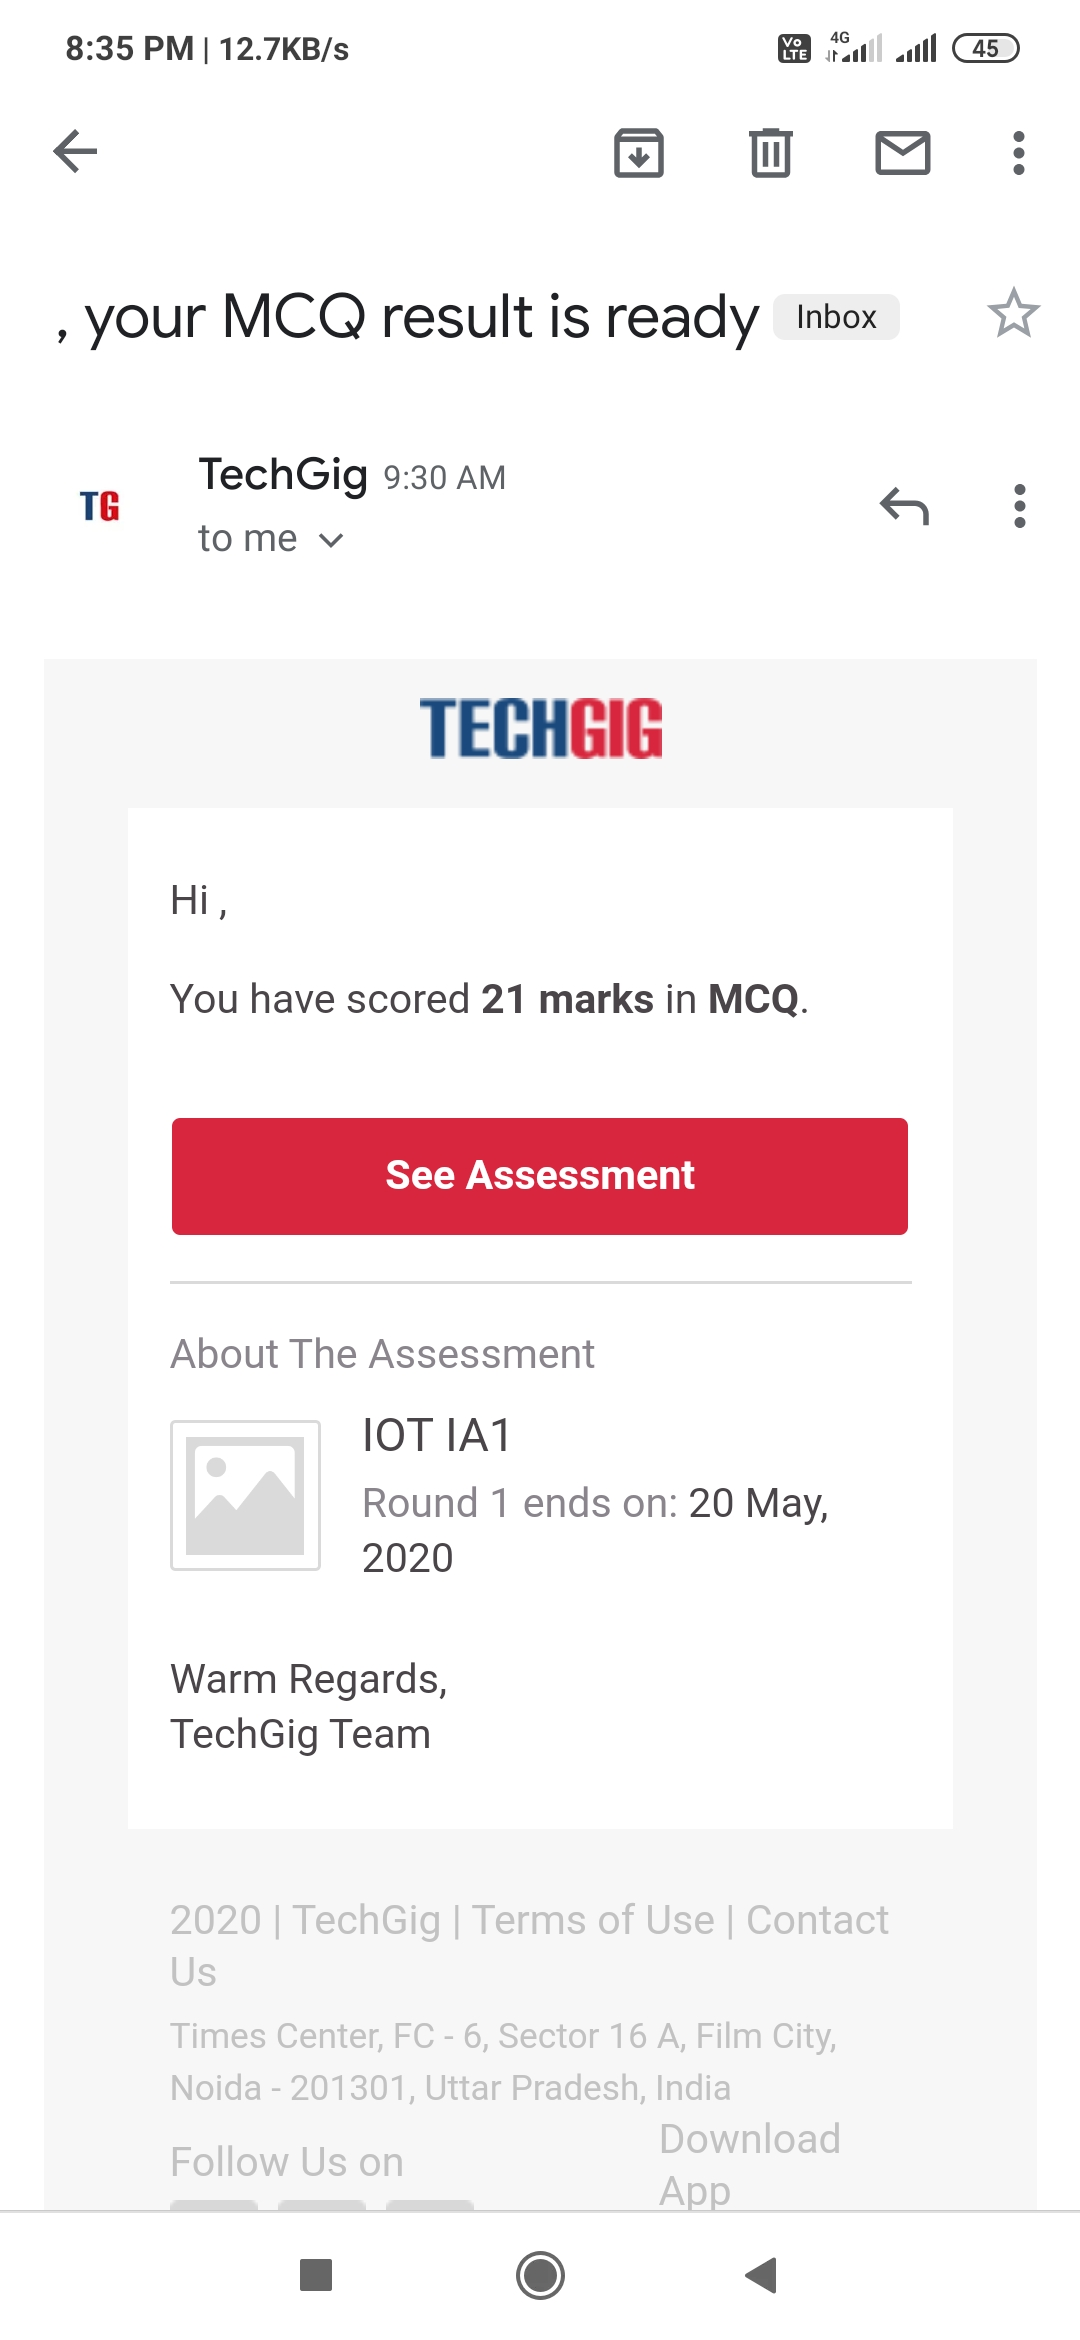 8:35 PM | 12.7KB/s
Vo LTE 4G 45
, your MCQ result is ready Inbox
TG
TechGig 9:30 AM
to me
TECHGIG
Hi ,
You have scored 21 marks in MCQ.
See Assessment
About The Assessment
IOT IA1
Round 1 ends on: 20 May,
2020
Warm Regards,
TechGig Team
2020 | TechGig | Terms of Use | Contact
Us
Times Center, FC - 6, Sector 16 A, Film City,
Noida - 201301, Uttar Pradesh, India
Follow Us on
Download
App